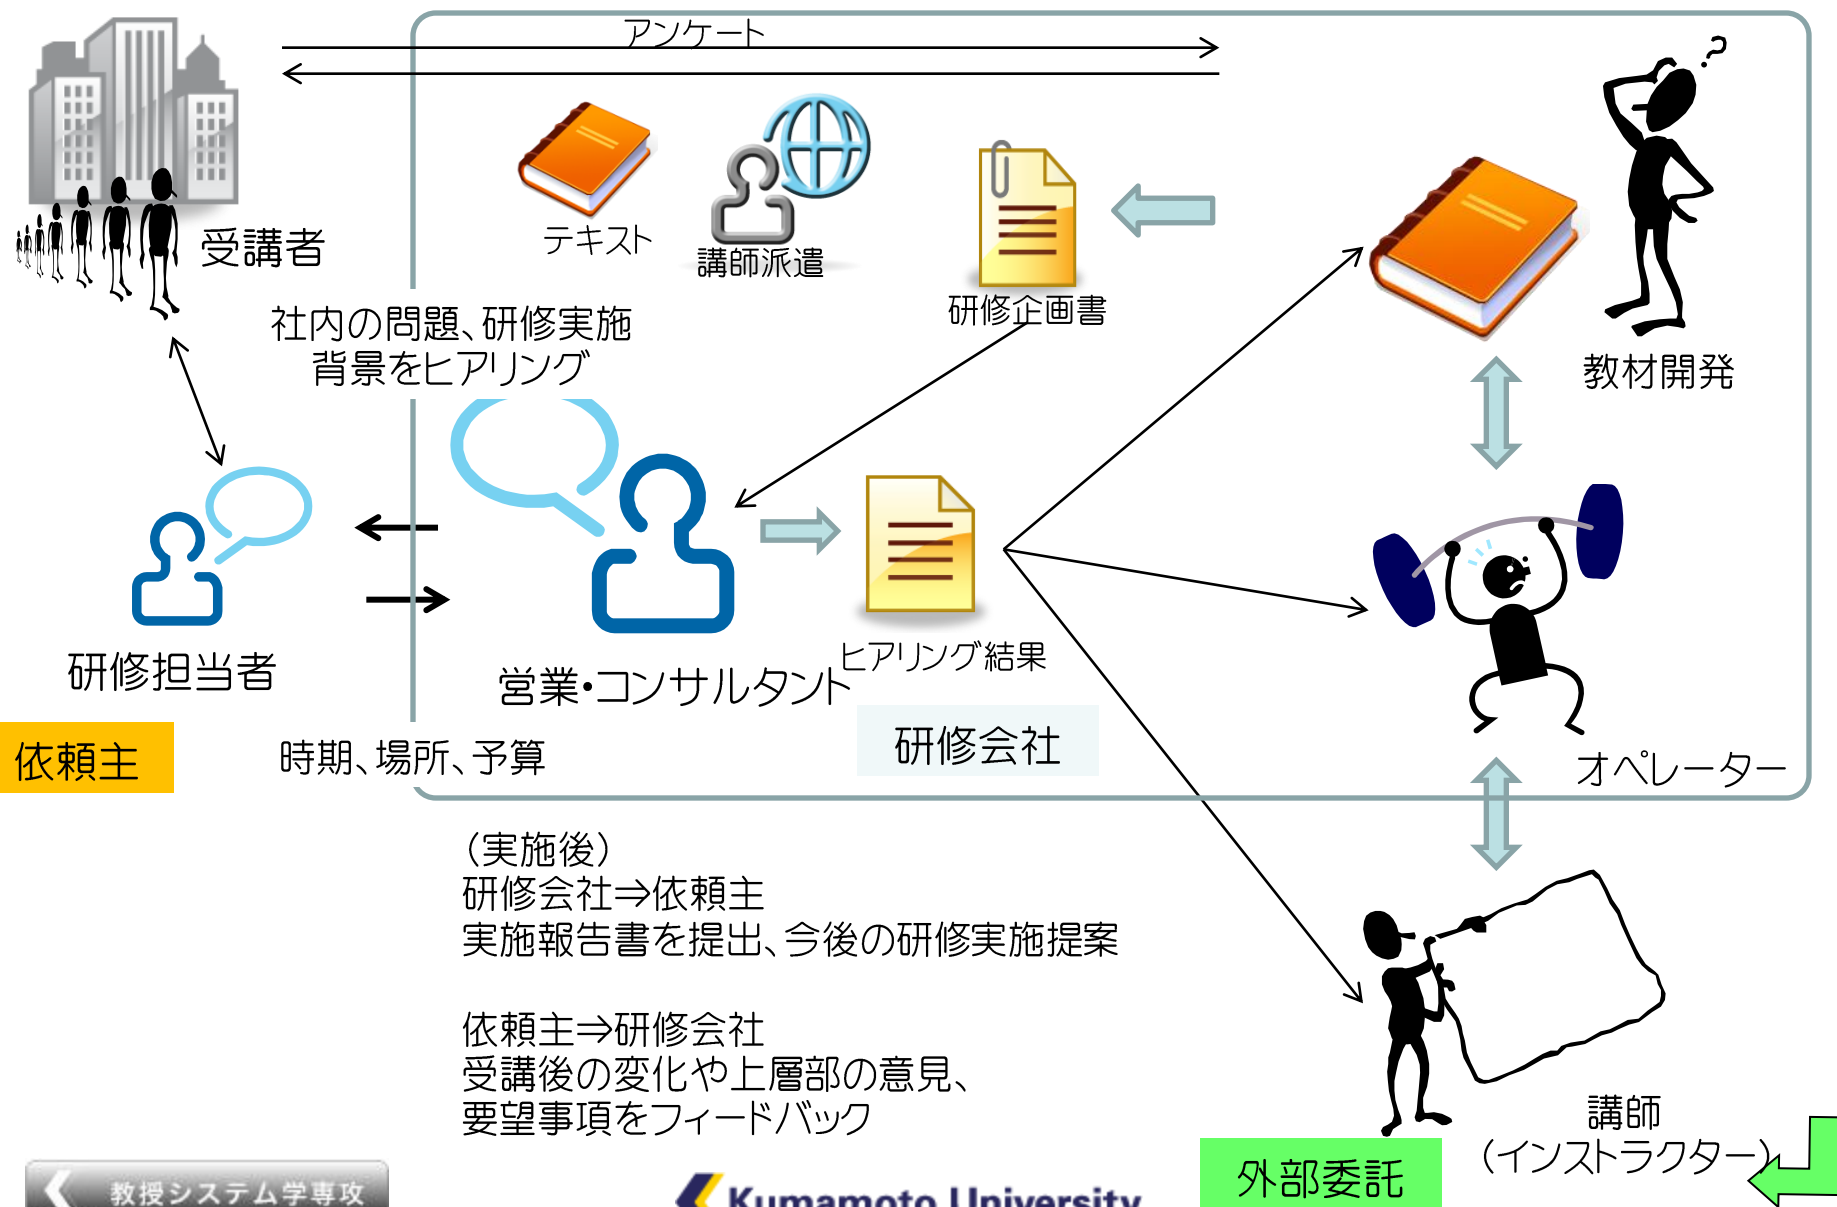 アンケート
受講者
テキスト
講師派遣
研修企画書
社内の問題、研修実施
背景をヒアリング
教材開発
研修担当者
営業・コンサルタント
ヒアリング結果
依頼主
時期、場所、予算
研修会社
オペレーター
(実施後)
研修会社⇒依頼主
実施報告書を提出、今後の研修実施提案
依頼主⇒研修会社
受講後の変化や上層部の意見、
要望事項をフィードバック
講師
(インストラクター)
外部委託
教授システム学専攻
Kumamoto University